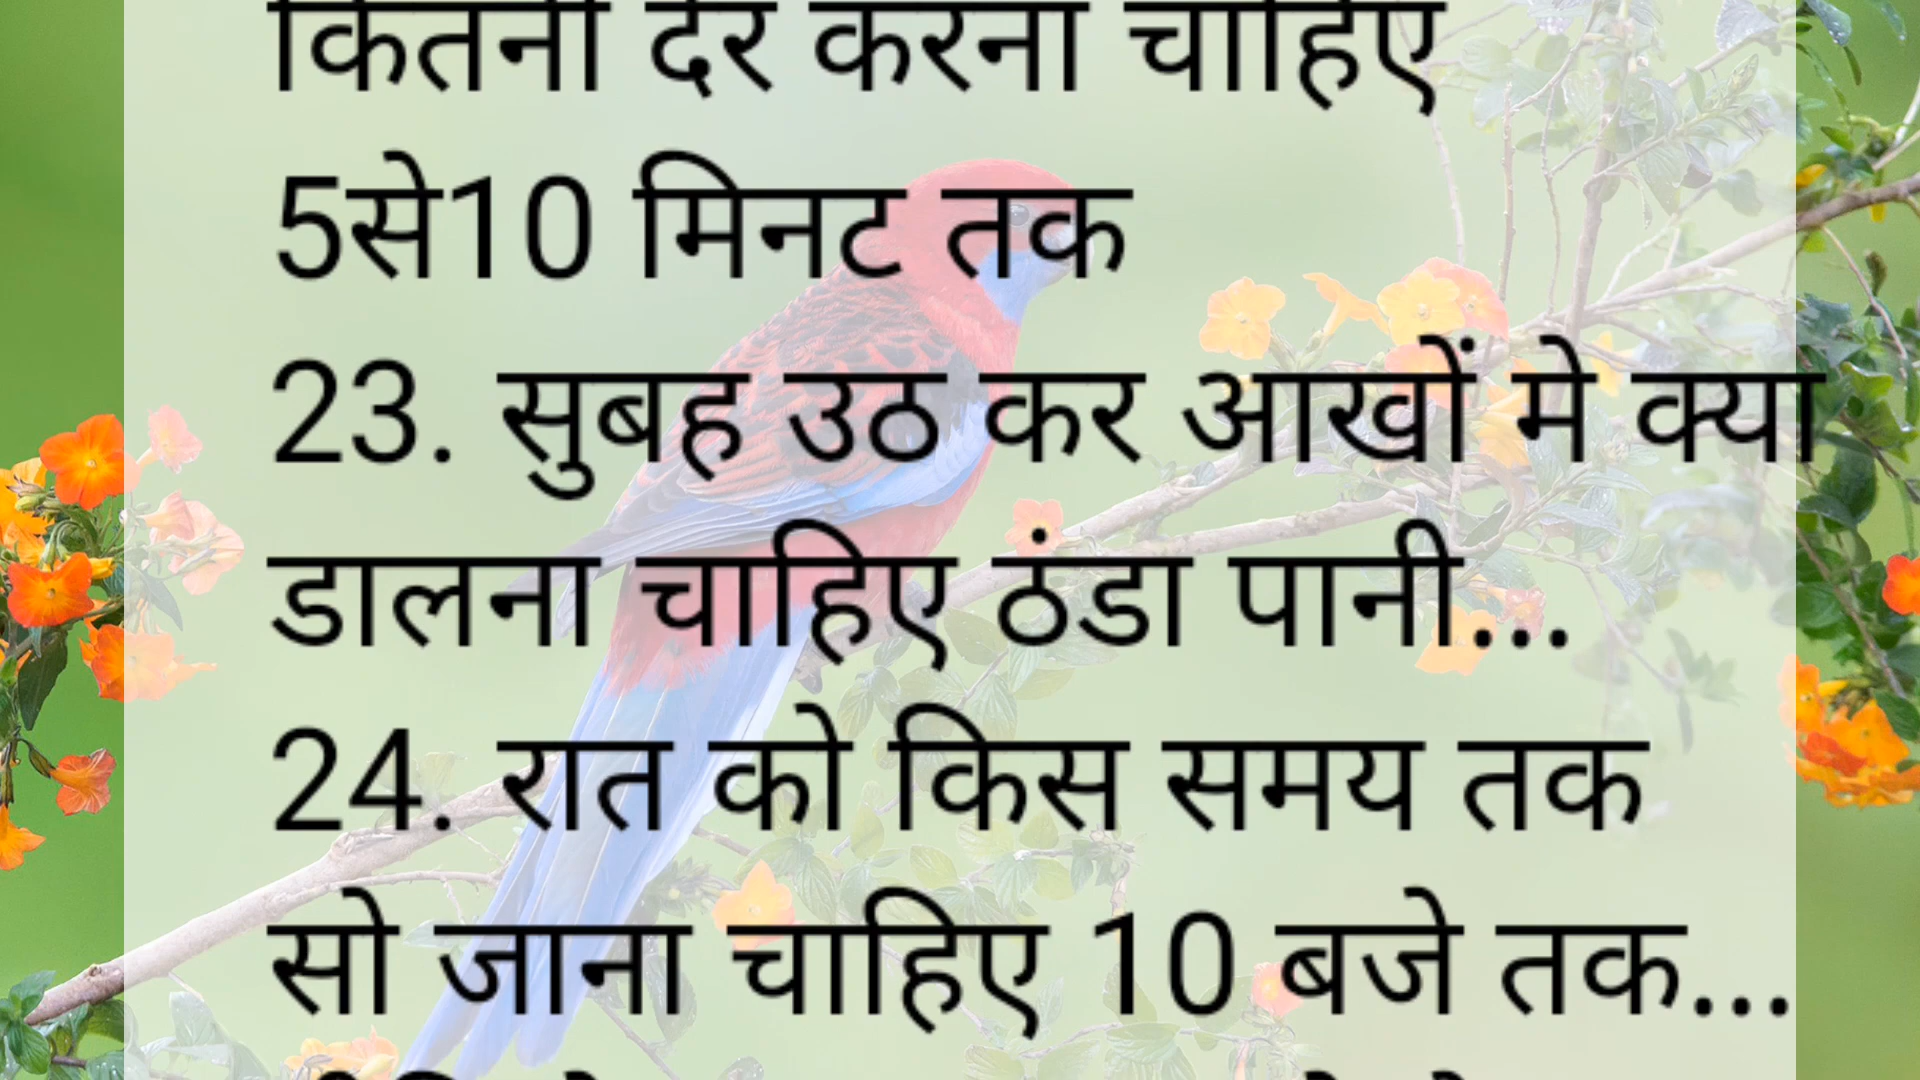 कितनी देर करना चाहिए
5से10 मिनट तक
23. सुबह उठ कर आखों मे क्या
डालना चाहिए ठंडा पानी...
24. रात को किस समय तक
सो जाना चाहिए 10 बजे तक...